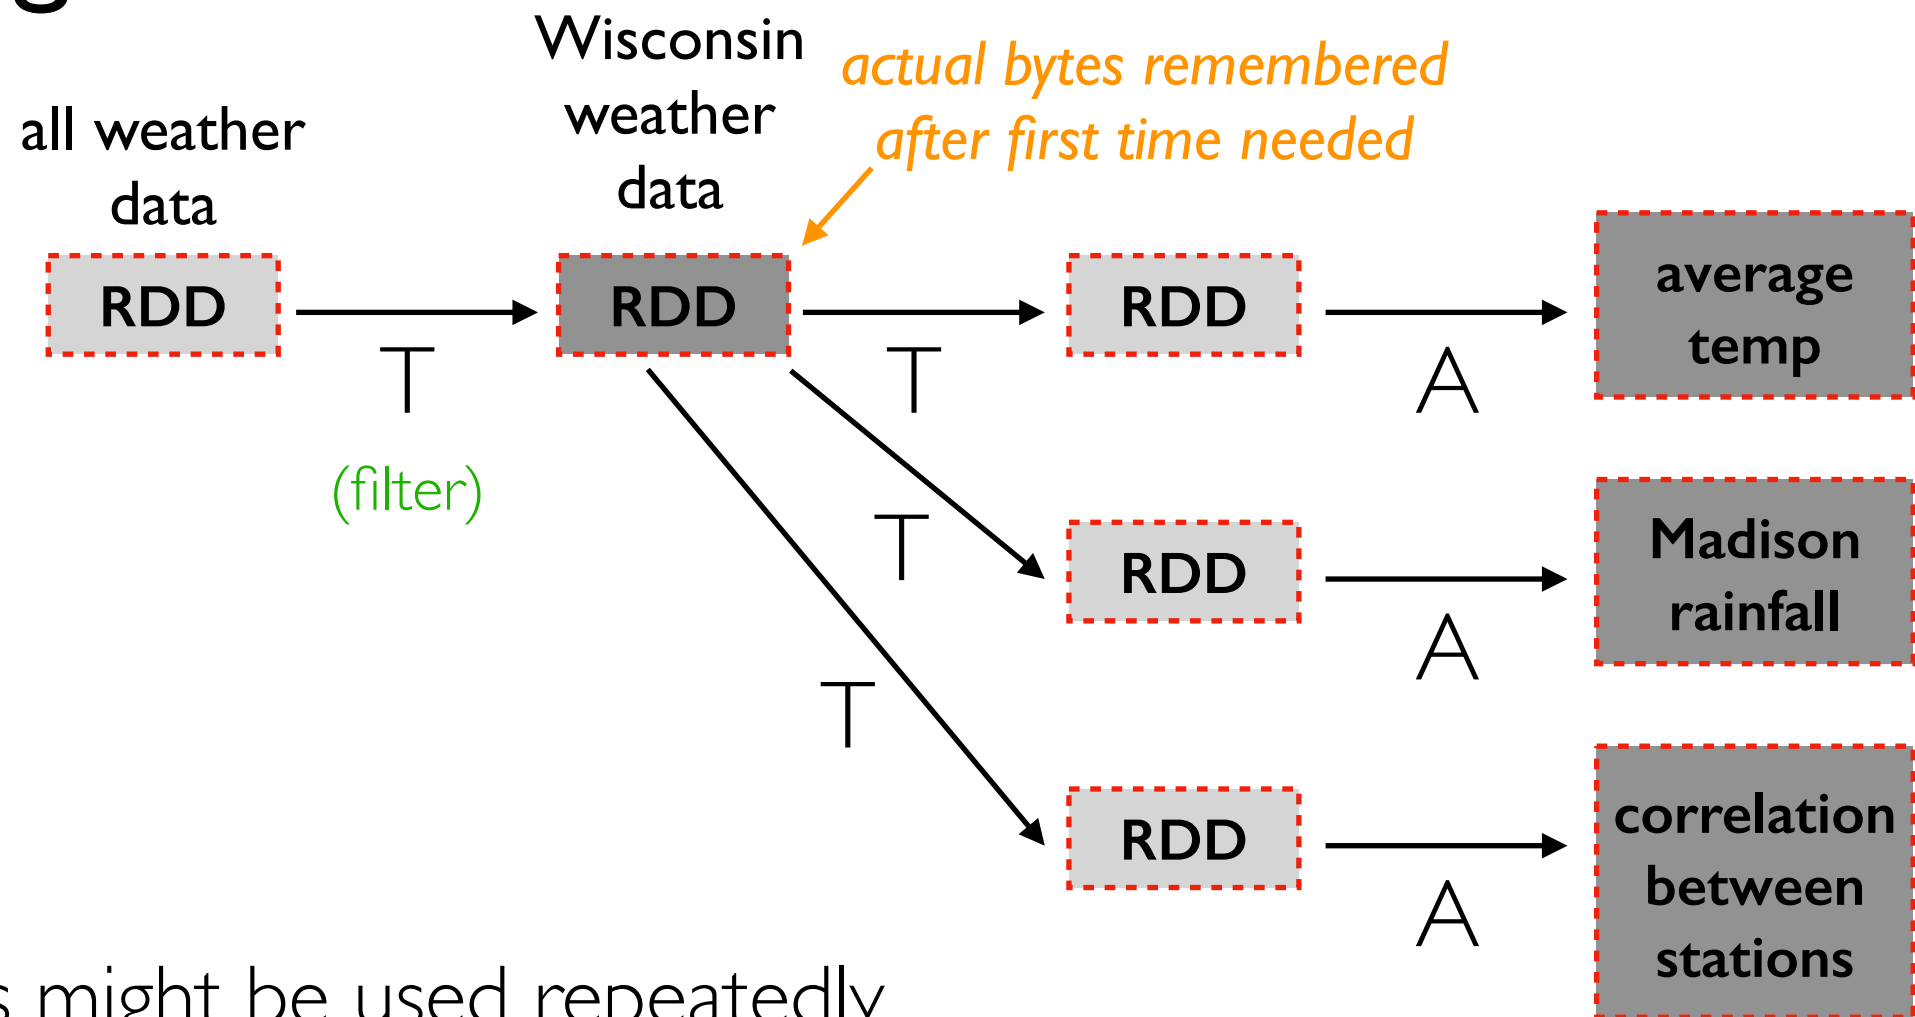 all weather
data
Wisconsin
weather
data
actual bytes remembered
after first time needed
RDD
T
(filter)
RDD
T
RDD
A
average
temp
T
RDD
A
Madison
rainfall
T
RDD
A
correlation
between
stations
might be used repeatedly